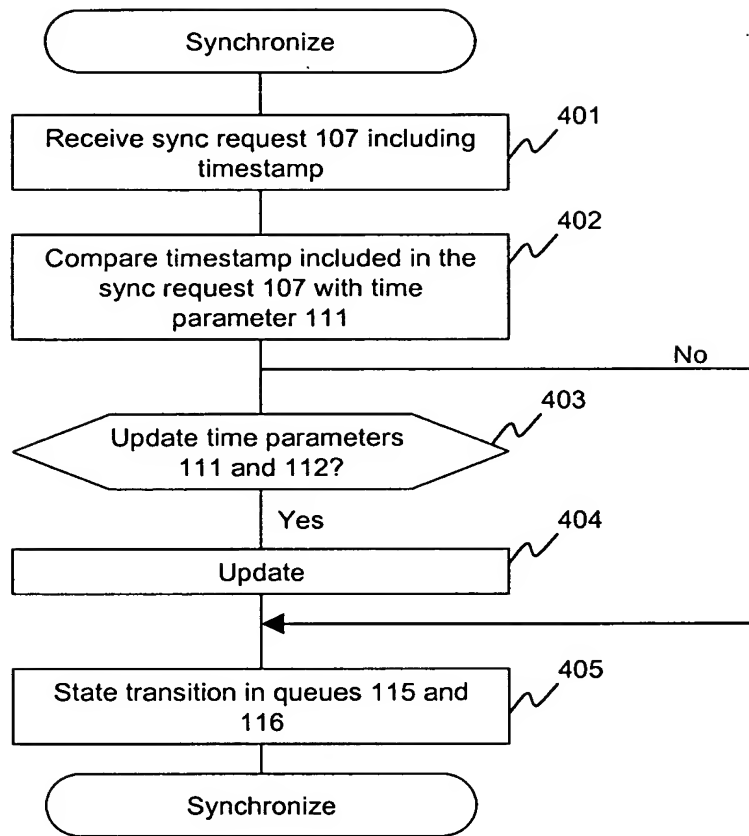 Synchronize
401
Receive sync request 107 including
timestamp
402
Compare timestamp included in the
sync request 107 with time
parameter 111
No
403
Update time parameters
111 and 112?
Yes
404
Update
405
State transition in queues 115 and
116
Synchronize